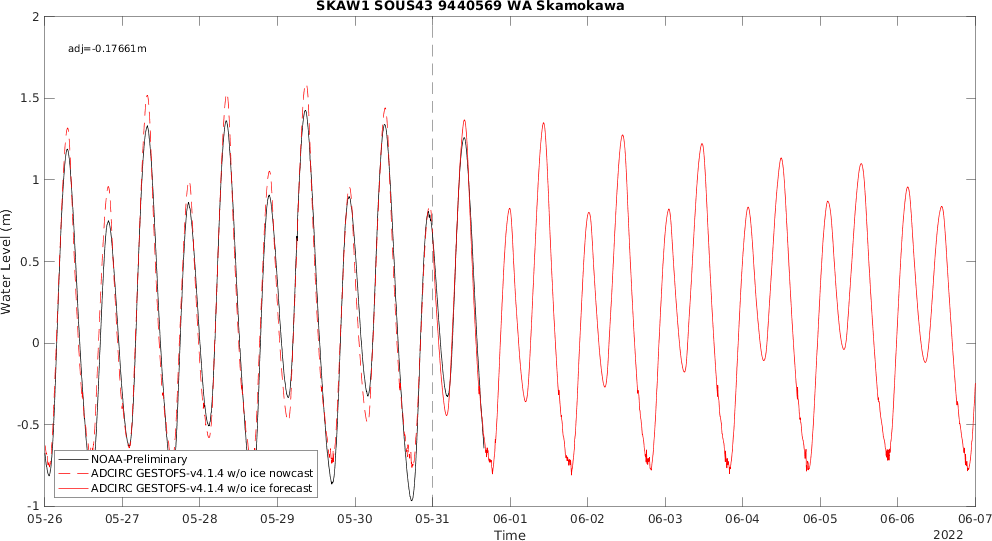 SKAW1 SOUS43 9440569 WA Skamokawa
adj=-0.17661m
Water Level (m)
2
1.5
1
0.5
0
-0.5
-1
NOAA-Preliminary
ADCIRC GESTOFS-v4.1.4 w/o ice nowcast
ADCIRC GESTOFS-v4.1.4 w/o ice forecast
05-26 05-27 05-28 05-29 05-30 05-31 06-01 06-02 06-03 06-04 06-05 06-06 06-07
Time
2022